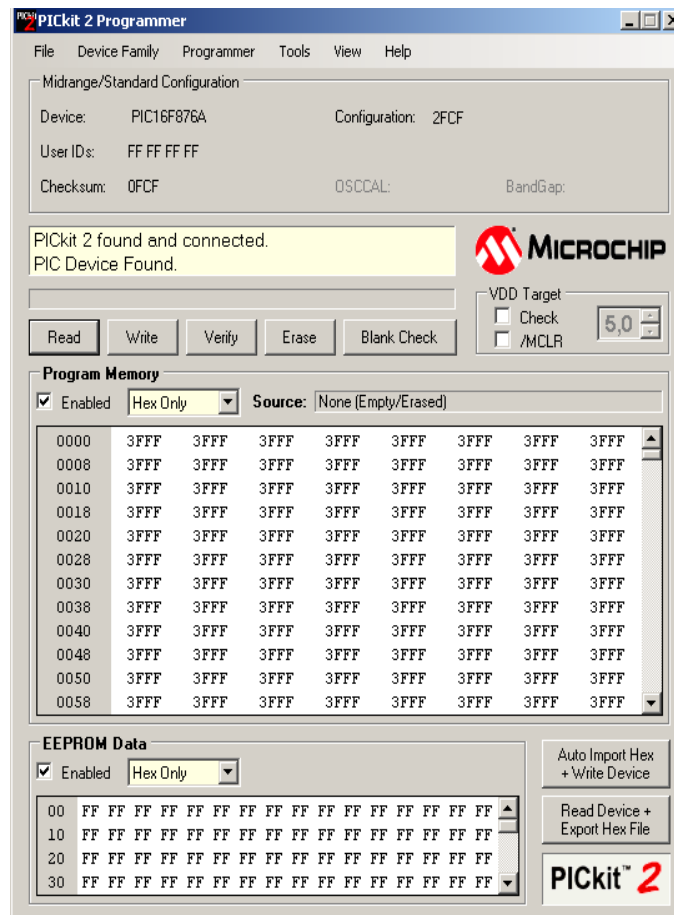 PICkit 2 Programmer
File Device Family Programmer Tools View Help
Midrange/Standard Configuration
Device: PIC16F876A Configuration: 2FCF
User IDs: FF FF FF FF
Checksum: 0FCF OSCCAL: BandGap:
PICkit 2 found and connected.
PIC Device Found.
MICROCHIP
VDD Target
Check
/MCLR
5,0
Read Write Verify Erase Blank Check
Program Memory
Enabled Hex Only Source: None (Empty/Erased)
0000 3FFF 3FFF 3FFF 3FFF 3FFF 3FFF 3FFF 3FFF
0008 3FFF 3FFF 3FFF 3FFF 3FFF 3FFF 3FFF 3FFF
0010 3FFF 3FFF 3FFF 3FFF 3FFF 3FFF 3FFF 3FFF
0018 3FFF 3FFF 3FFF 3FFF 3FFF 3FFF 3FFF 3FFF
0020 3FFF 3FFF 3FFF 3FFF 3FFF 3FFF 3FFF 3FFF
0028 3FFF 3FFF 3FFF 3FFF 3FFF 3FFF 3FFF 3FFF
0030 3FFF 3FFF 3FFF 3FFF 3FFF 3FFF 3FFF 3FFF
0038 3FFF 3FFF 3FFF 3FFF 3FFF 3FFF 3FFF 3FFF
0040 3FFF 3FFF 3FFF 3FFF 3FFF 3FFF 3FFF 3FFF
0048 3FFF 3FFF 3FFF 3FFF 3FFF 3FFF 3FFF 3FFF
0050 3FFF 3FFF 3FFF 3FFF 3FFF 3FFF 3FFF 3FFF
0058 3FFF 3FFF 3FFF 3FFF 3FFF 3FFF 3FFF 3FFF
EEPROM Data
Enabled Hex Only
00 FF FF FF FF FF FF FF FF FF FF FF FF FF FF FF FF
10 FF FF FF FF FF FF FF FF FF FF FF FF FF FF FF FF
20 FF FF FF FF FF FF FF FF FF FF FF FF FF FF FF FF
30 FF FF FF FF FF FF FF FF FF FF FF FF FF FF FF FF
Auto Import Hex
+ Write Device
Read Device +
Export Hex File
PICkit™ 2